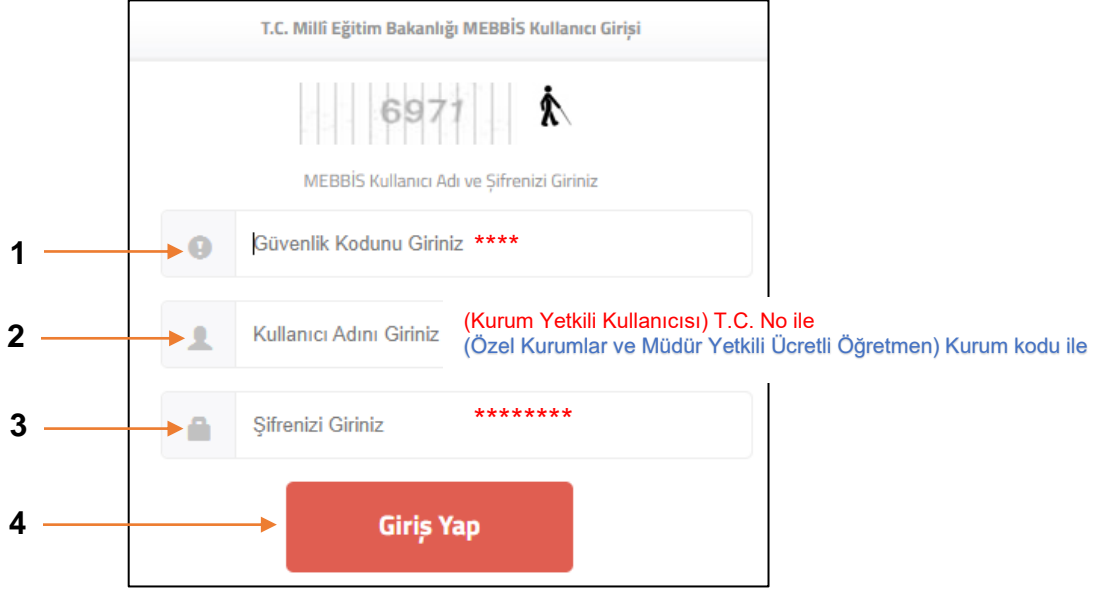 T.C. Millî Eğitim Bakanlığı MEBBİS Kullanıcı Girişi
6971
MEBBİS Kullanıcı Adı ve Şifrenizi Giriniz
1 Güvenlik Kodunu Giriniz ****
2 Kullanıcı Adını Giriniz (Kurum Yetkili Kullanıcısı) T.C. No ile
(Özel Kurumlar ve Müdür Yetkili Ücretli Öğretmen) Kurum kodu ile
3 Şifrenizi Giriniz ********
4 Giriş Yap